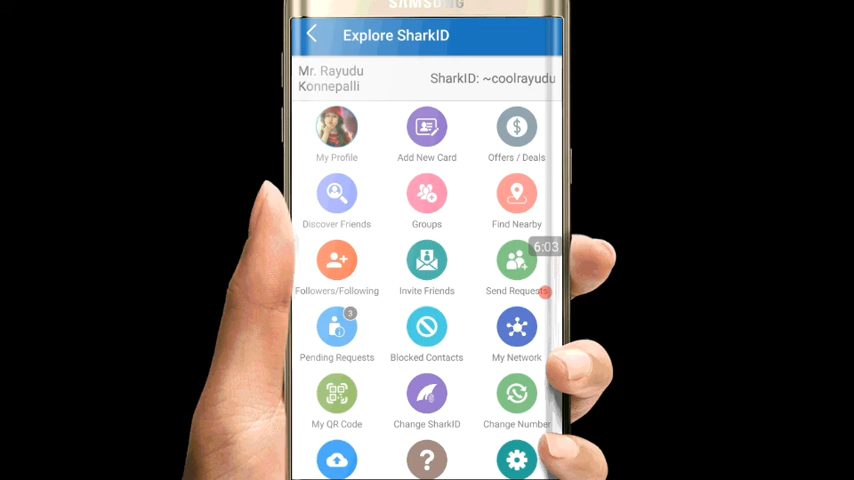 SAMSUNG
Explore SharkID
Mr. Rayudu
Konnepalli
SharkID: ~coolrayudu
My Profile
Add New Card
Offers / Deals
Discover Friends
Groups
Find Nearby
6:03
Followers/Following
Invite Friends
Send Requests
3
Pending Requests
Blocked Contacts
My Network
My QR Code
Change SharkID
Change Number
?